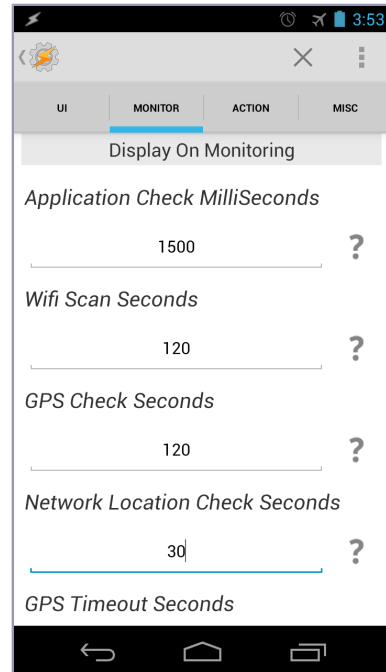 3:53
UI
MONITOR
ACTION
MISC
Display On Monitoring
Application Check MilliSeconds
1500
?
Wifi Scan Seconds
120
?
GPS Check Seconds
120
?
Network Location Check Seconds
30
?
GPS Timeout Seconds